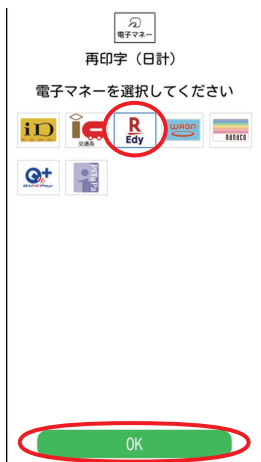 電子マネー
再印字（日計）
電子マネーを選択してください
iD
交通系
R
Edy
WAON
nanaco
QUICPay
PiTaPa
OK